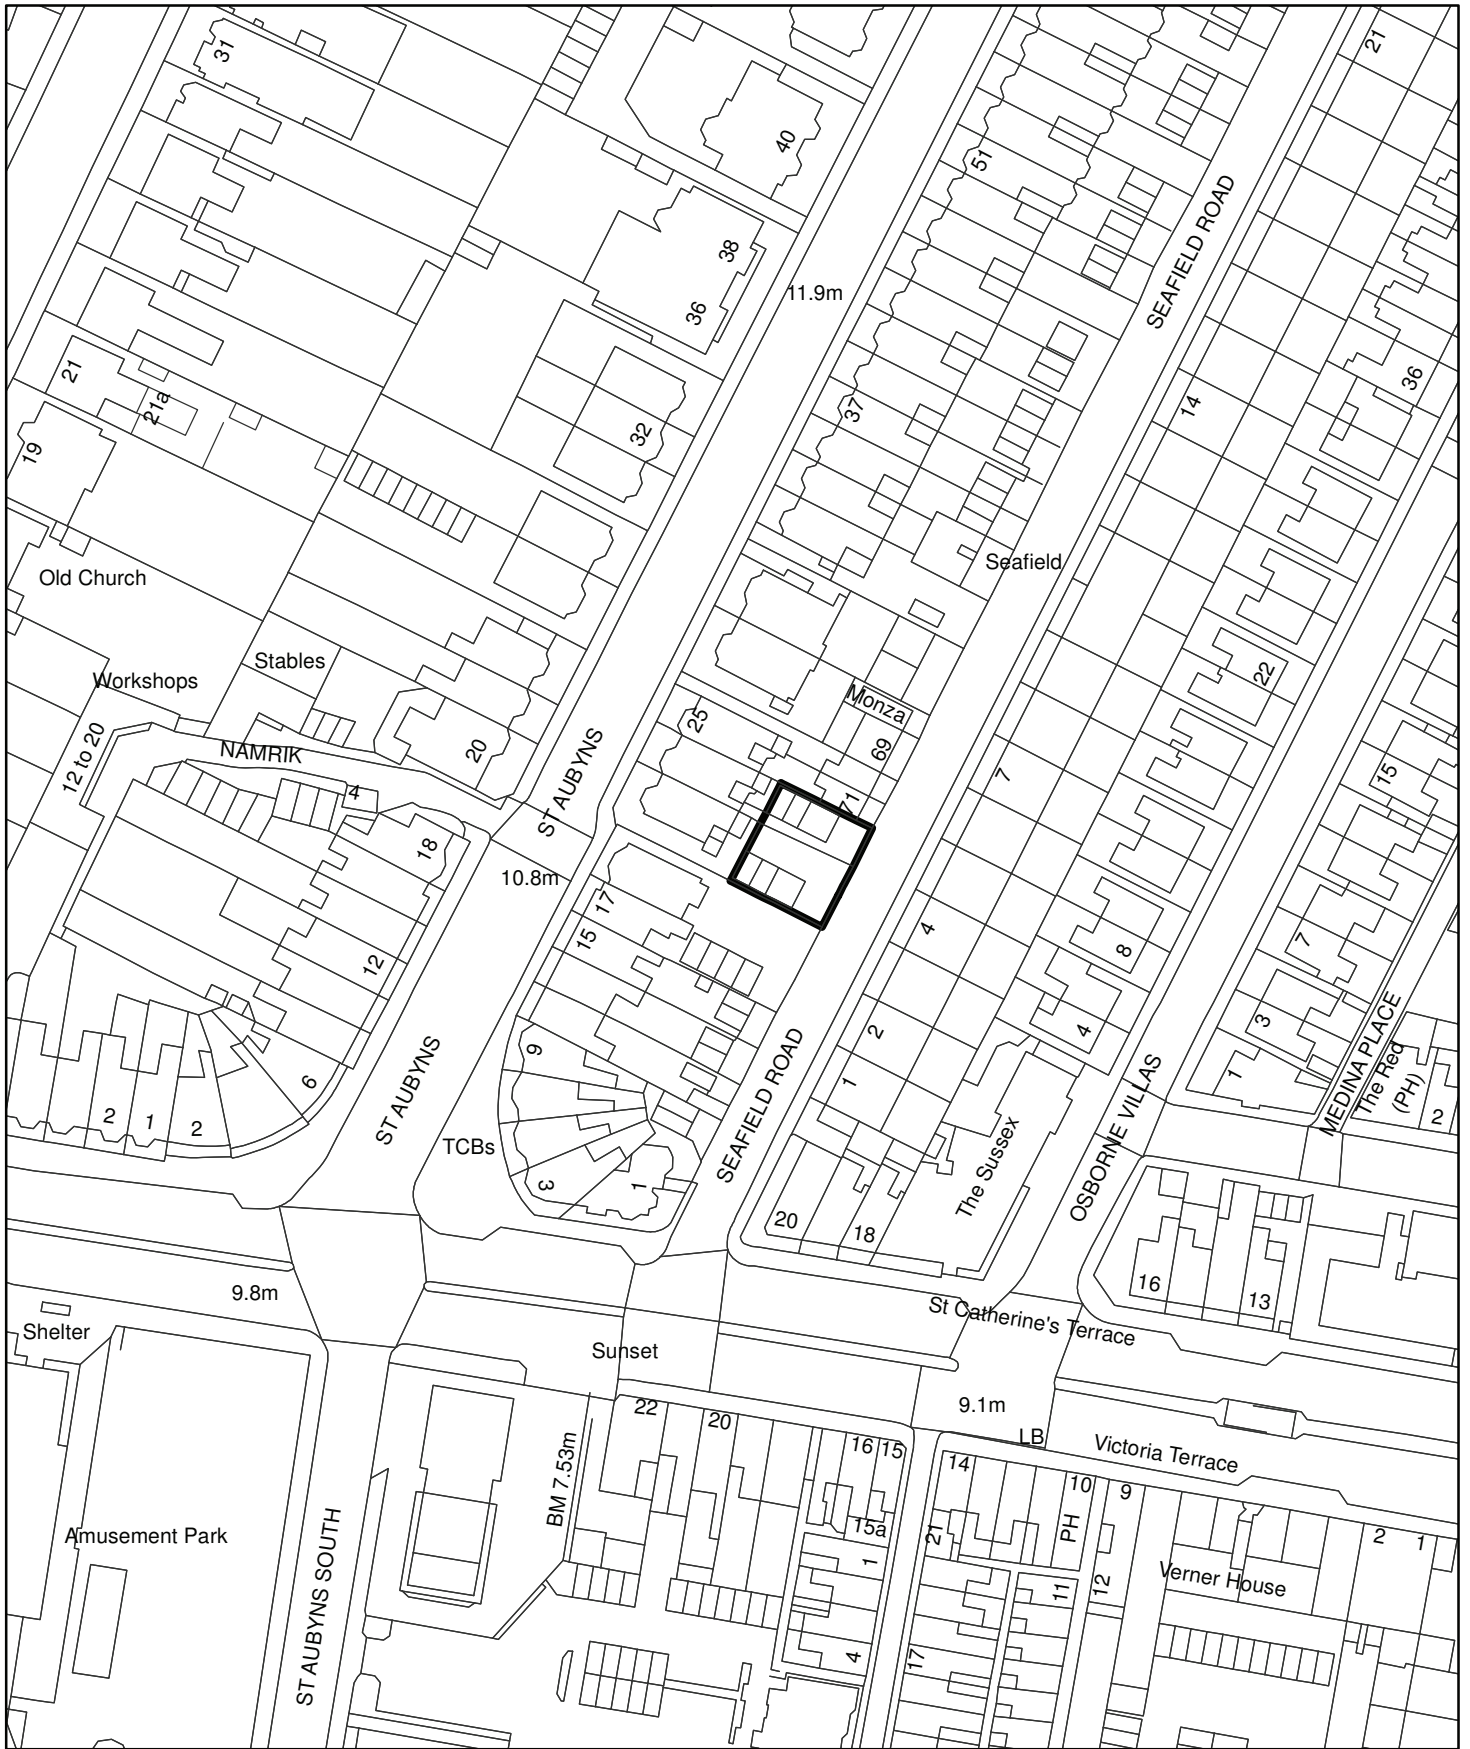 31
21
40
51
SEAFIELD ROAD
38
11.9m
36
21
21a
37
14
36
32
19
Old Church
Seafield
Stables
22
Workshops
Monza
25
12 to 20
NAMRIK
20
69
ST AUBYNS
7
15
4
71
18
10.8m
17
15
4
8
7
12
2
4
3
9
1
1
6
ST AUBYNS
SEAFIELD ROAD
OSBORNE VILLAS
MEDINA PLACE
The Red
(PH)
2
2
1
2
TCBs
3
1
The Sussex
20
18
16
13
9.8m
St Catherine's Terrace
Shelter
Sunset
9.1m
22
20
16
15
LB
Victoria Terrace
14
10
9
BM 7.53m
15a
21
PH
2
1
Amusement Park
1
11
12
Verner House
ST AUBYNS SOUTH
4
17